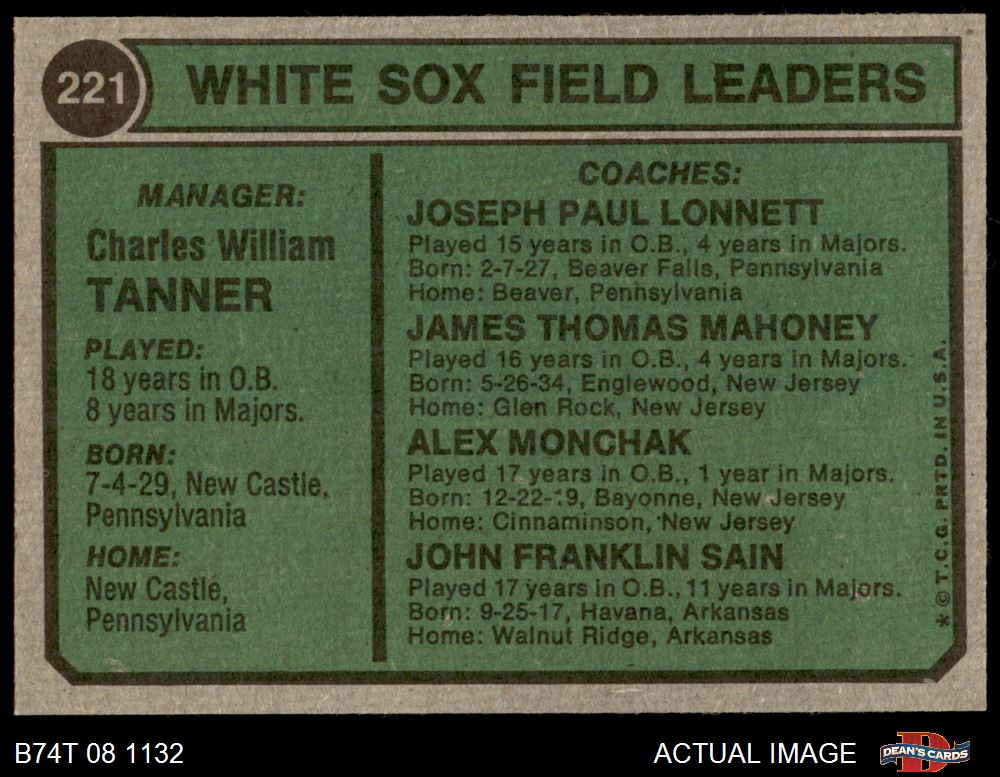 221
WHITE SOX FIELD LEADERS
MANAGER:
Charles William
TANNER
PLAYED:
18 years in O.B.
8 years in Majors.
BORN:
7-4-29, New Castle,
Pennsylvania
HOME:
New Castle,
Pennsylvania
COACHES:
JOSEPH PAUL LONNETT
Played 15 years in O.B., 4 years in Majors.
Born: 2-7-27, Beaver Falls, Pennsylvania
Home: Beaver, Pennsylvania
JAMES THOMAS MAHONEY
Played 16 years in O.B., 4 years in Majors.
Born: 5-26-34, Englewood, New Jersey
Home: Glen Rock, New Jersey
ALEX MONCHAK
Played 17 years in O.B., 1 year in Majors.
Born: 12-22-19, Bayonne, New Jersey
Home: Cinnaminson, New Jersey
JOHN FRANKLIN SAIN
Played 17 years in O.B., 11 years in Majors.
Born: 9-25-17, Havana, Arkansas
Home: Walnut Ridge, Arkansas
* © T.C.G. PRTD. IN U.S.A.
B74T 08 1132
ACTUAL IMAGE
D
DEAN'S CARDS